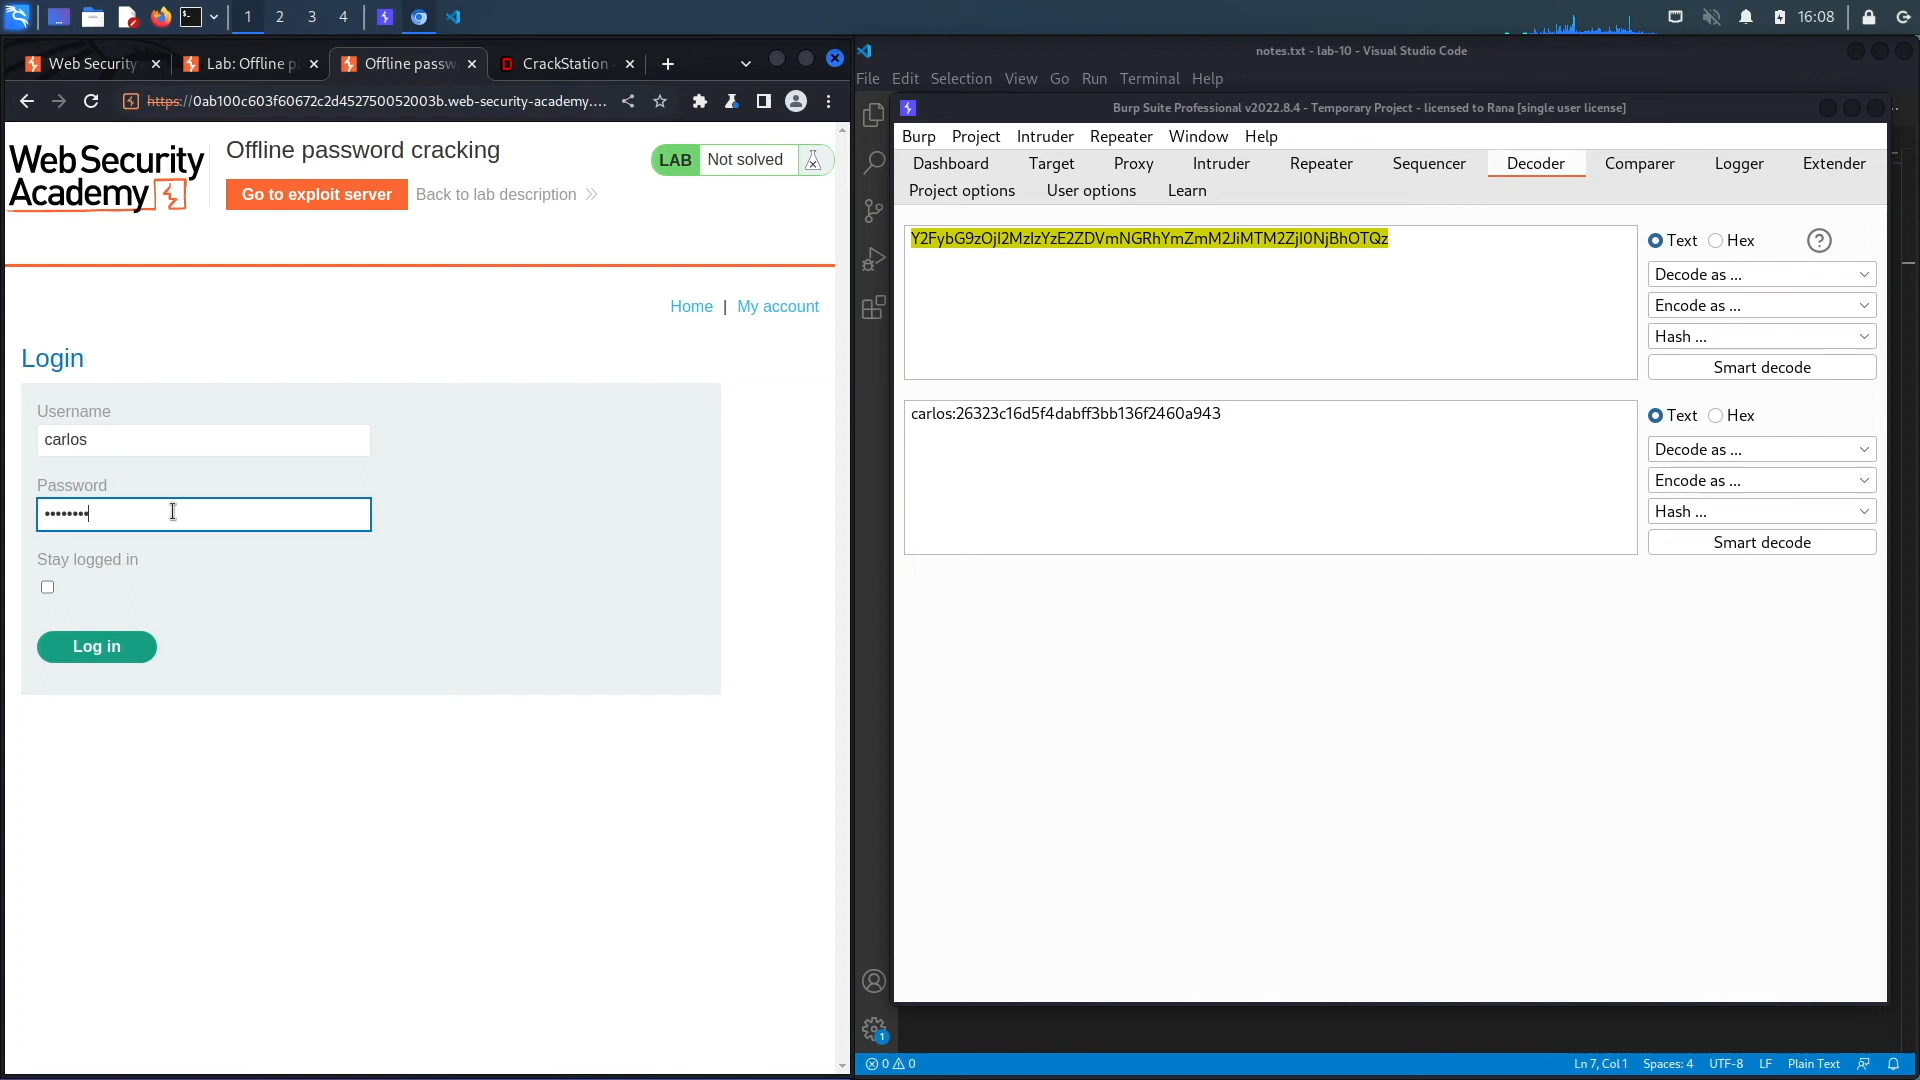 1 2 3 4 16:08
Web Security
Lab: Offline p
Offline passw
CrackStation
https://0ab100c603f60672c2d452750052003b.web-security-academy....
Web Security
Academy
Offline password cracking
LAB Not solved
Go to exploit server
Back to lab description
Home | My account
Login
Username
carlos
Password
••••••••
Stay logged in
Log in
notes.txt - lab-10 - Visual Studio Code
File Edit Selection View Go Run Terminal Help
Burp Suite Professional v2022.8.4 - Temporary Project - licensed to Rana [single user license]
Burp Project Intruder Repeater Window Help
Dashboard Target Proxy Intruder Repeater Sequencer Decoder Comparer Logger Extender
Project options User options Learn
Y2FybG9zOjI2MzIzYzE2ZDVmNGRhYmZmM2JiMTM2ZjI0NjBhOTQz
Text Hex
Decode as ...
Encode as ...
Hash ...
Smart decode
carlos:26323c16d5f4dabff3bb136f2460a943
Text Hex
Decode as ...
Encode as ...
Hash ...
Smart decode
1
0 0
Ln 7, Col 1 Spaces: 4 UTF-8 LF Plain Text